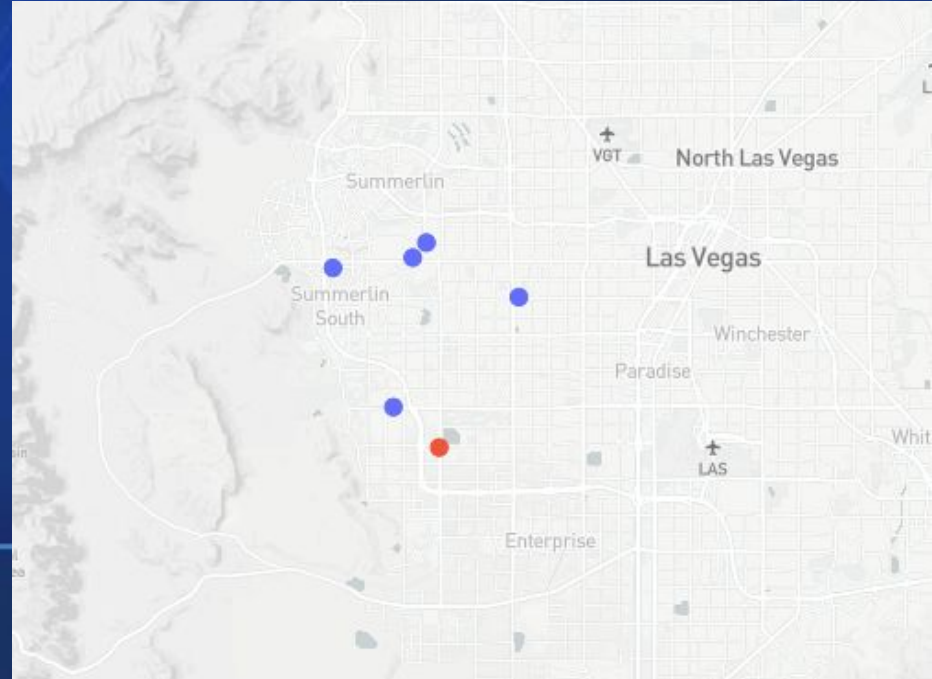 VGT
North Las Vegas
Summerlin
Las Vegas
Summerlin
South
Winchester
Paradise
Whit
LAS
Enterprise